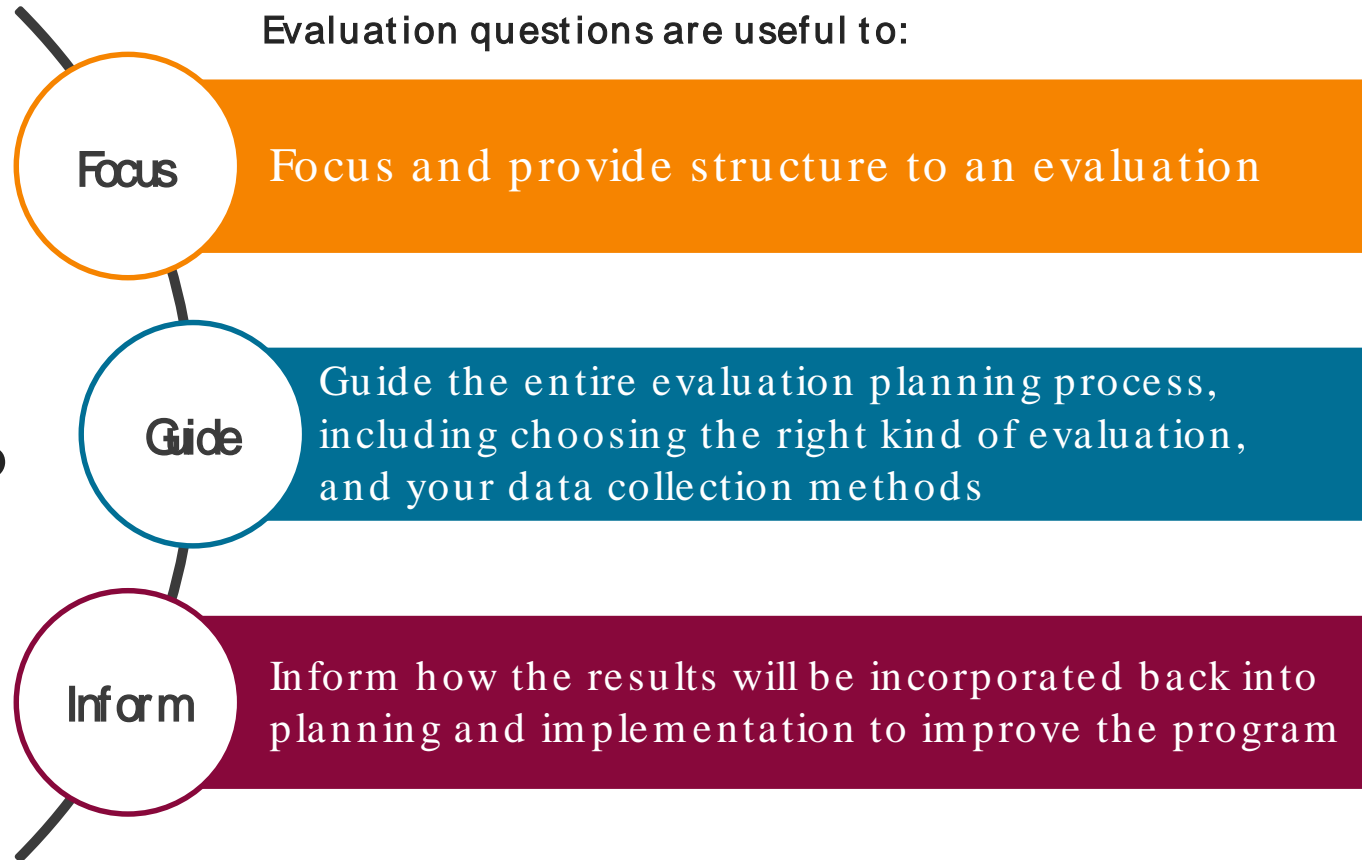 Evaluation questions are useful to:
Focus
Focus and provide structure to an evaluation
Guide
Guide the entire evaluation planning process,
including choosing the right kind of evaluation,
and your data collection methods
Inform
Inform how the results will be incorporated back into
planning and implementation to improve the program